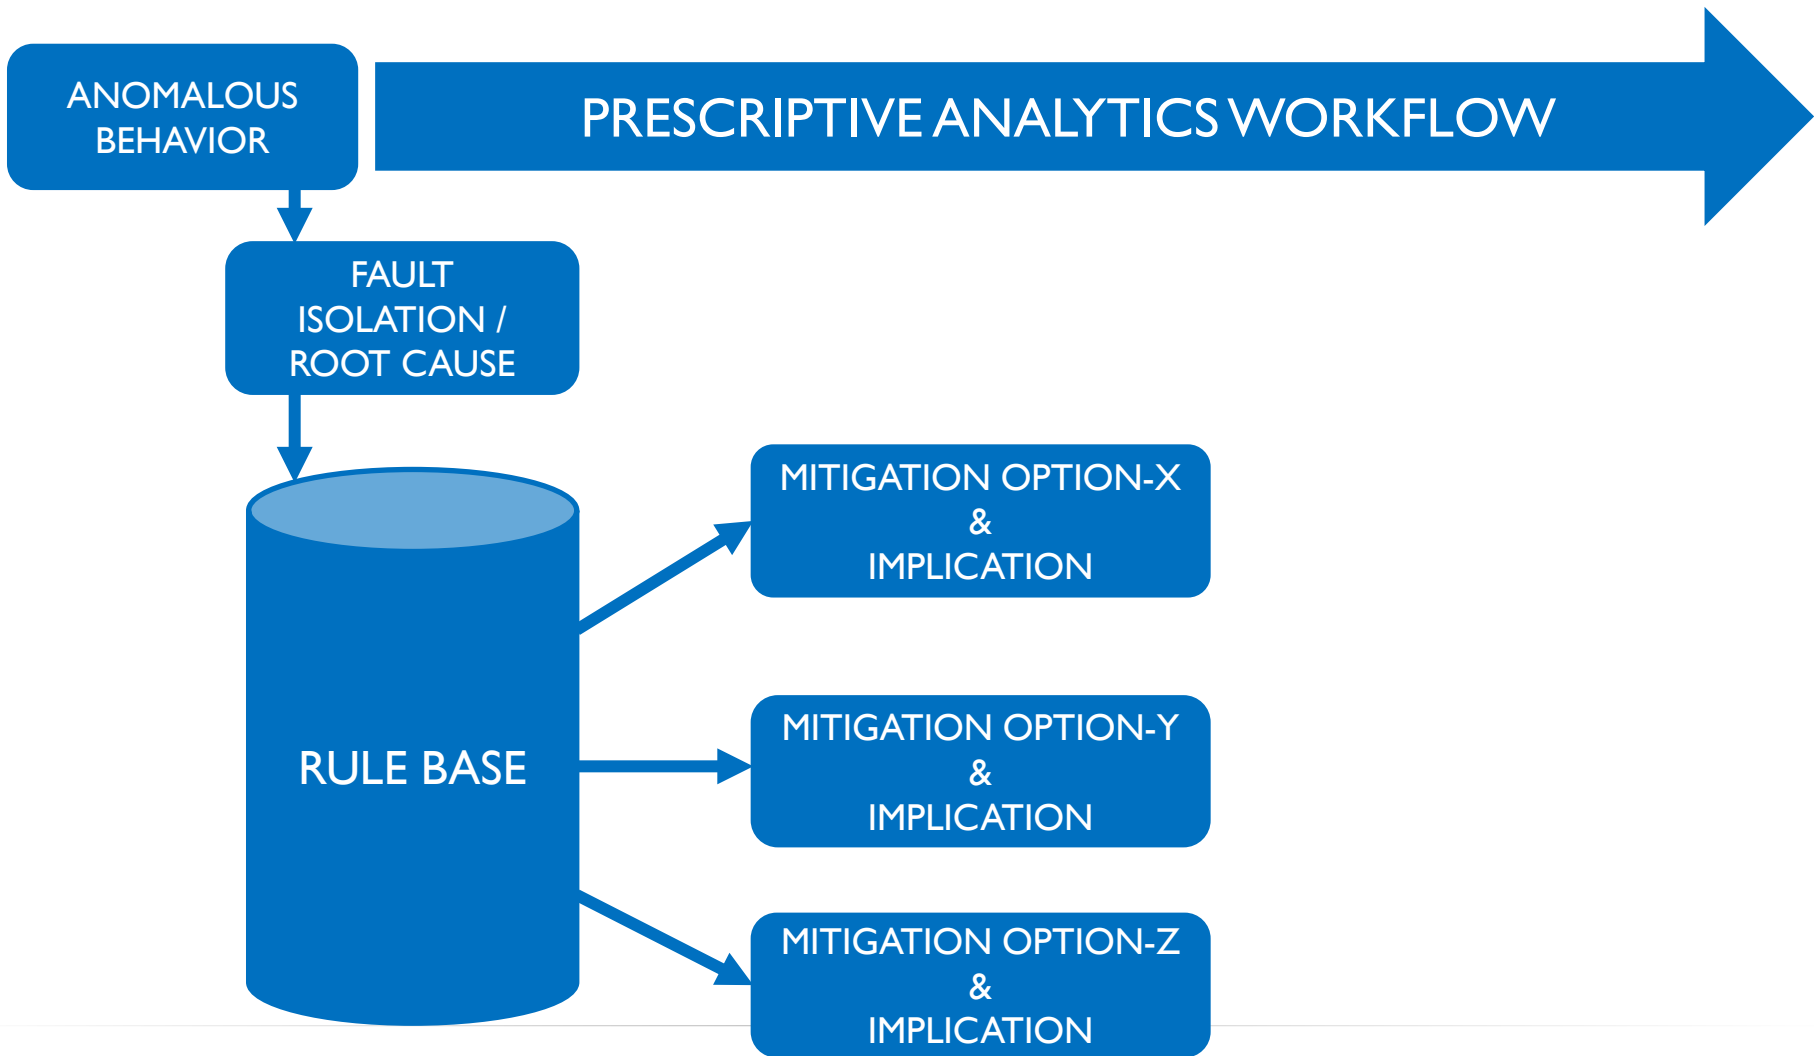 ANOMALOUS
BEHAVIOR
PRESCRIPTIVE ANALYTICS WORKFLOW
FAULT
ISOLATION /
ROOT CAUSE
RULE BASE
MITIGATION OPTION-X
&
IMPLICATION
MITIGATION OPTION-Y
&
IMPLICATION
MITIGATION OPTION-Z
&
IMPLICATION